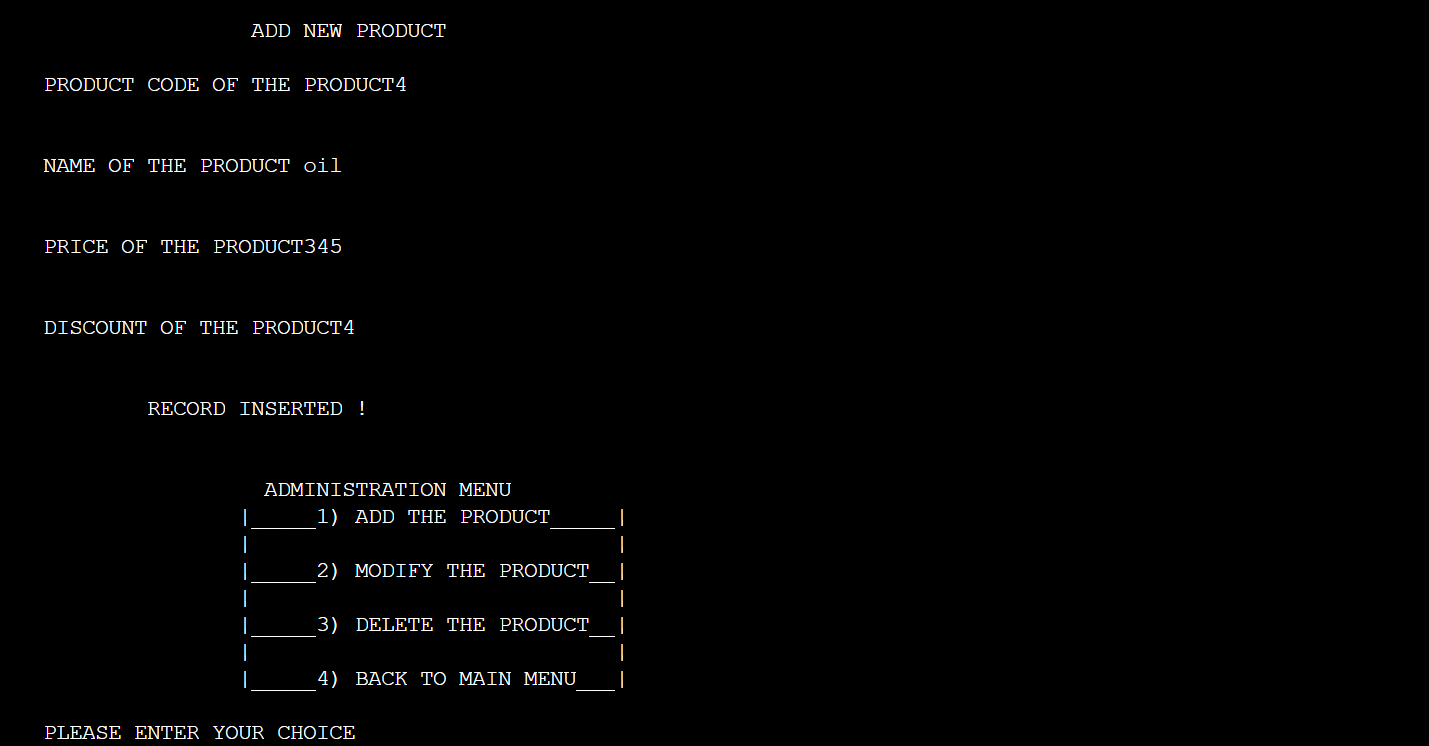 ADD NEW PRODUCT
PRODUCT CODE OF THE PRODUCT4
NAME OF THE PRODUCT oil
PRICE OF THE PRODUCT345
DISCOUNT OF THE PRODUCT4
RECORD INSERTED !
ADMINISTRATION MENU
|_____1) ADD THE PRODUCT_____|
| |
|_____2) MODIFY THE PRODUCT__|
| |
|_____3) DELETE THE PRODUCT__|
| |
|_____4) BACK TO MAIN MENU___|
PLEASE ENTER YOUR CHOICE